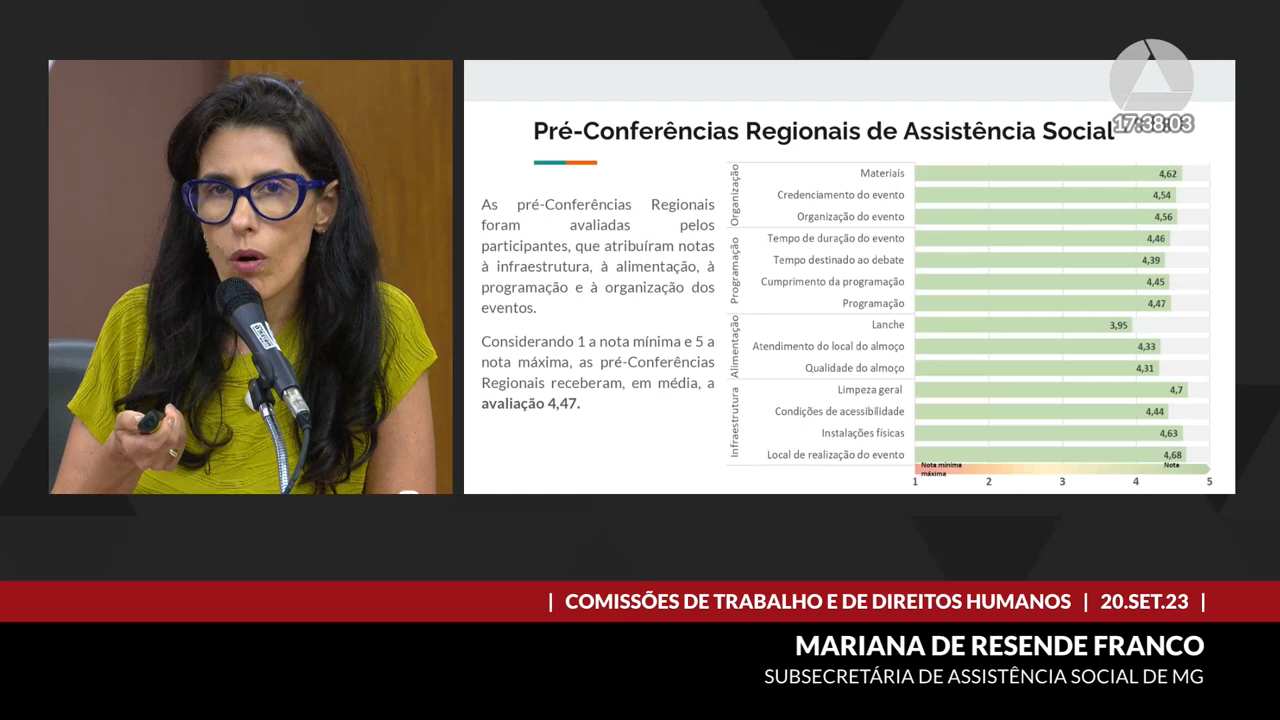 17:38:03
Pré-Conferências Regionais de Assistência Social
As pré-Conferências Regionais
foram avaliadas pelos
participantes, que atribuíram notas
à infraestrutura, à alimentação, à
programação e à organização dos
eventos.
Considerando 1 a nota mínima e 5 a
nota máxima, as pré-Conferências
Regionais receberam, em média, a
avaliação 4,47.
Organização
Materiais 4,62
Credenciamento do evento 4,54
Organização do evento 4,56
Programação
Tempo de duração do evento 4,46
Tempo destinado ao debate 4,39
Cumprimento da programação 4,45
Programação 4,47
Alimentação
Lanche 3,95
Atendimento do local do almoço 4,33
Qualidade do almoço 4,31
Infraestrutura
Limpeza geral 4,7
Condições de acessibilidade 4,44
Instalações físicas 4,63
Local de realização do evento 4,68
Nota mínima Nota
máxima
1 2 3 4 5
| COMISSÕES DE TRABALHO E DE DIREITOS HUMANOS | 20.SET.23 |
MARIANA DE RESENDE FRANCO
SUBSECRETÁRIA DE ASSISTÊNCIA SOCIAL DE MG